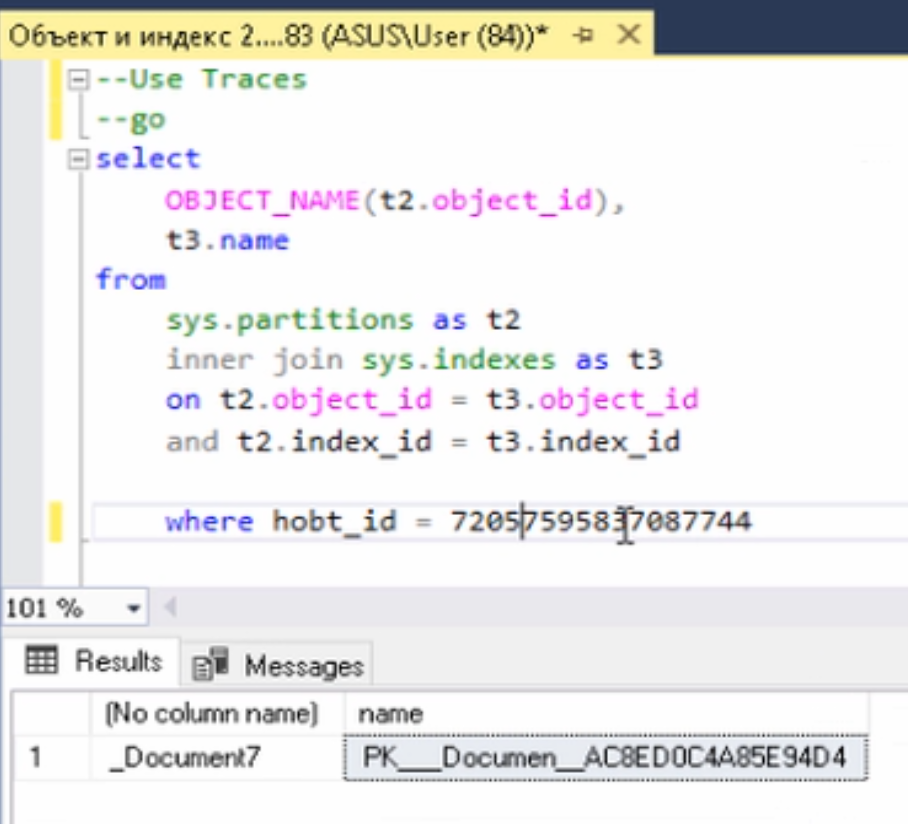 Объект и индекс 2....83 (ASUS\User (84))*
--Use Traces
--go
select
OBJECT_NAME(t2.object_id),
t3.name
from
sys.partitions as t2
inner join sys.indexes as t3
on t2.object_id = t3.object_id
and t2.index_id = t3.index_id
where hobt_id = 72057595837087744
101 %
Results Messages
(No column name) name
1 _Document7 PK___Documen__AC8ED0C4A85E94D4